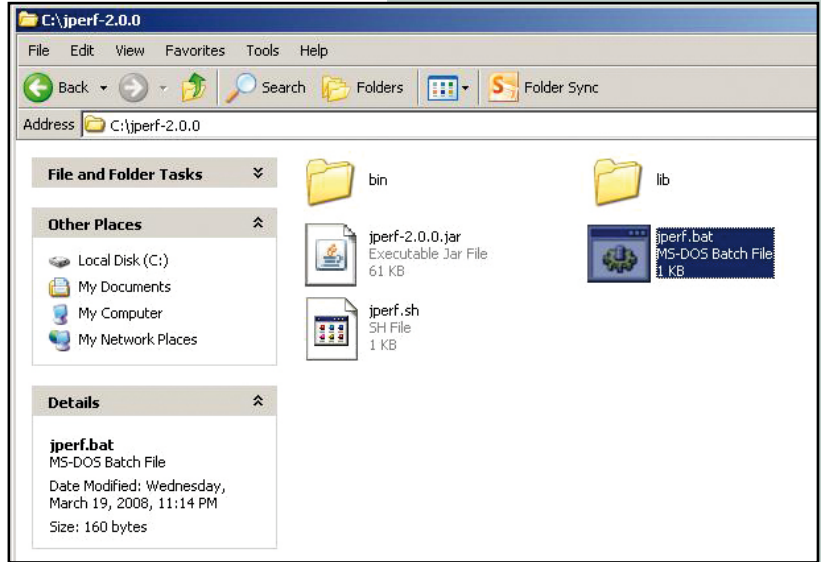 C:\jperf-2.0.0
File Edit View Favorites Tools Help
Back Search Folders Folder Sync
Address C:\jperf-2.0.0
File and Folder Tasks
Other Places
Local Disk (C:)
My Documents
My Computer
My Network Places
Details
jperf.bat
MS-DOS Batch File
Date Modified: Wednesday,
March 19, 2008, 11:14 PM
Size: 160 bytes
bin
lib
jperf-2.0.0.jar
Executable Jar File
61 KB
jperf.bat
MS-DOS Batch File
1 KB
jperf.sh
SH File
1 KB